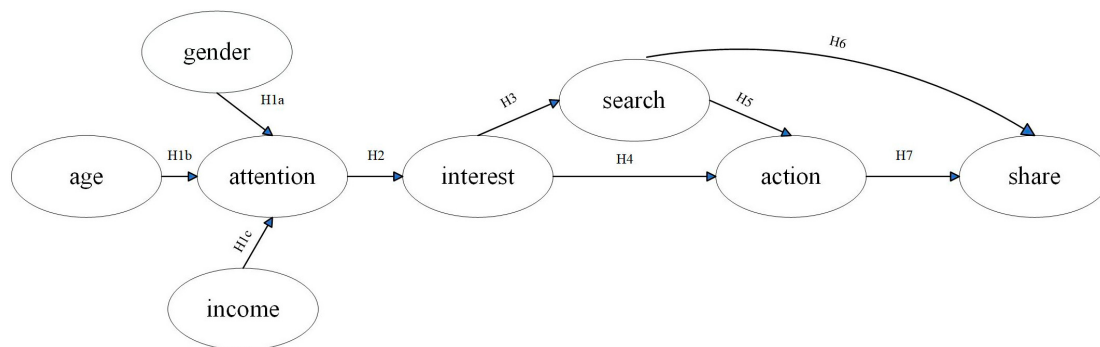 gender
H1a
age
H1b
attention
H1c
income
H2
interest
H3
search
H4
H5
action
H6
H7
share